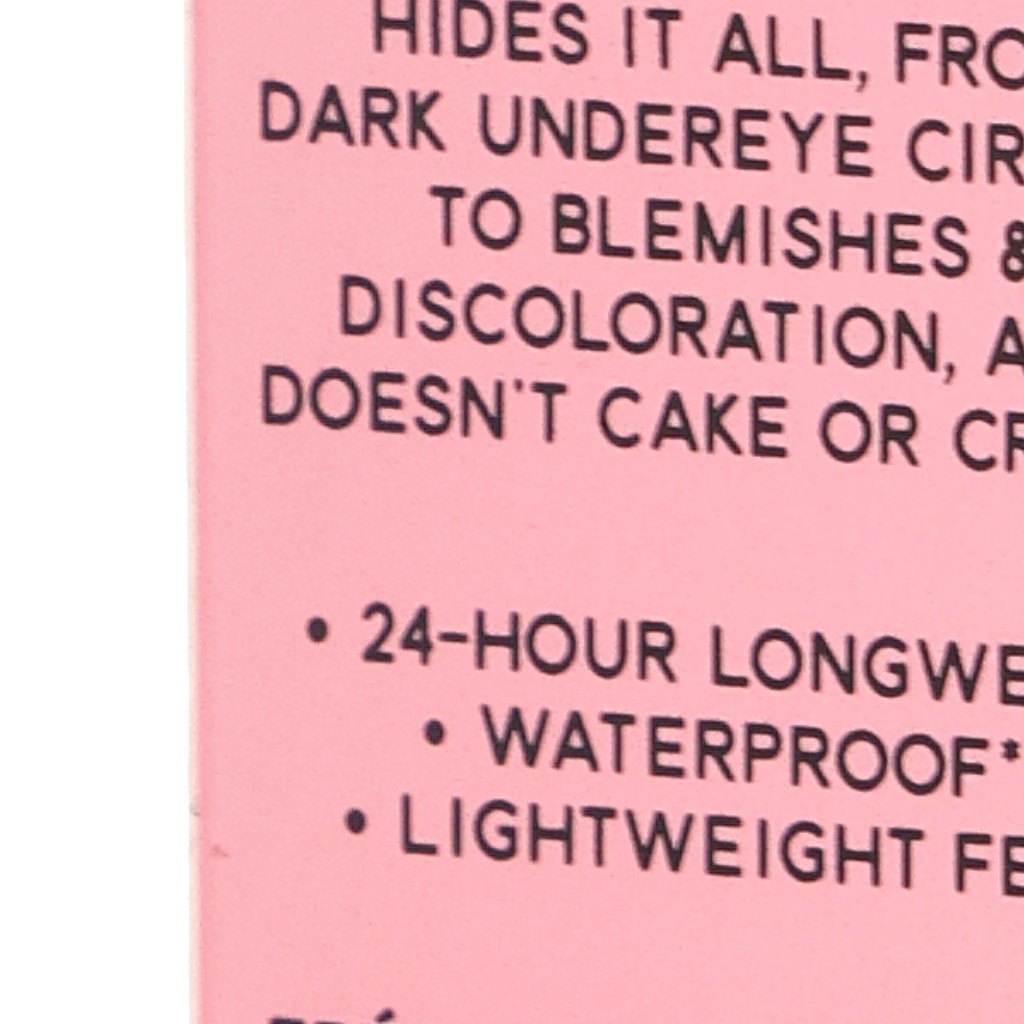 HIDES IT ALL, FRO
DARK UNDEREYE CIR
TO BLEMISHES &
DISCOLORATION, A
DOESN'T CAKE OR CR
• 24-HOUR LONGWE
• WATERPROOF*
• LIGHTWEIGHT FE